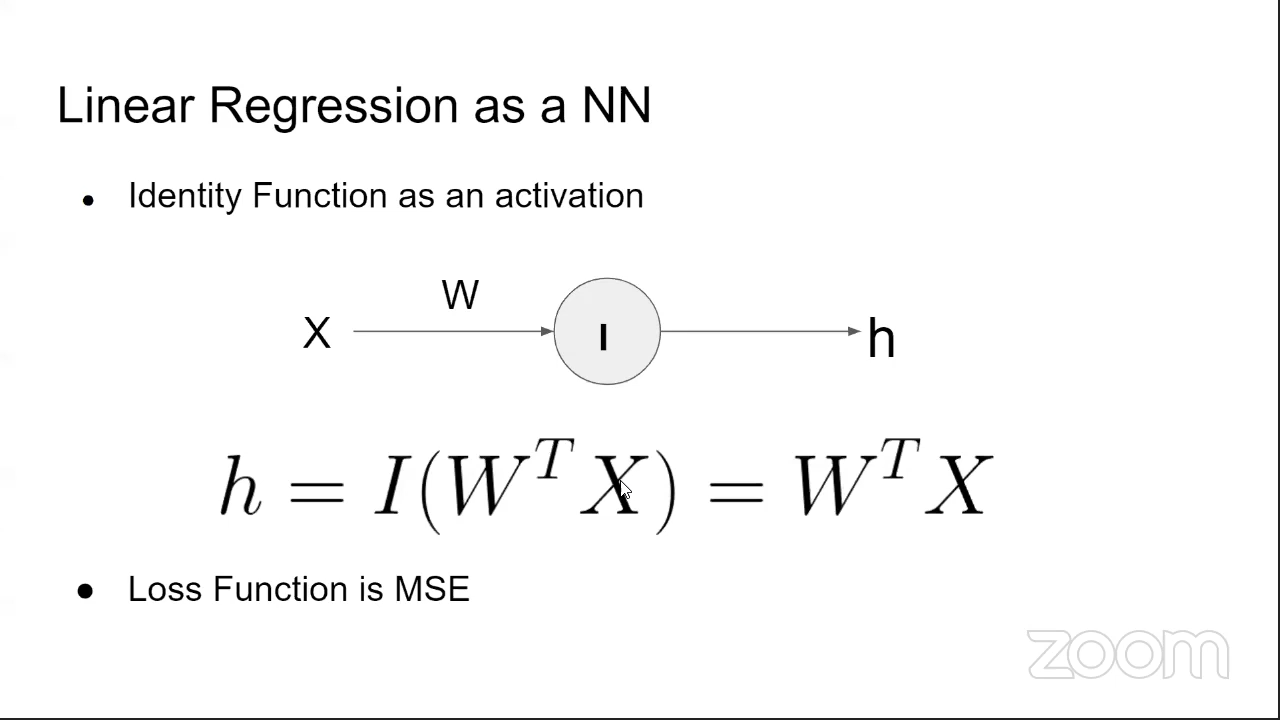 Linear Regression as a NN
● Identity Function as an activation
W
X I h
h = I(W^T X) = W^T X
● Loss Function is MSE
zoom